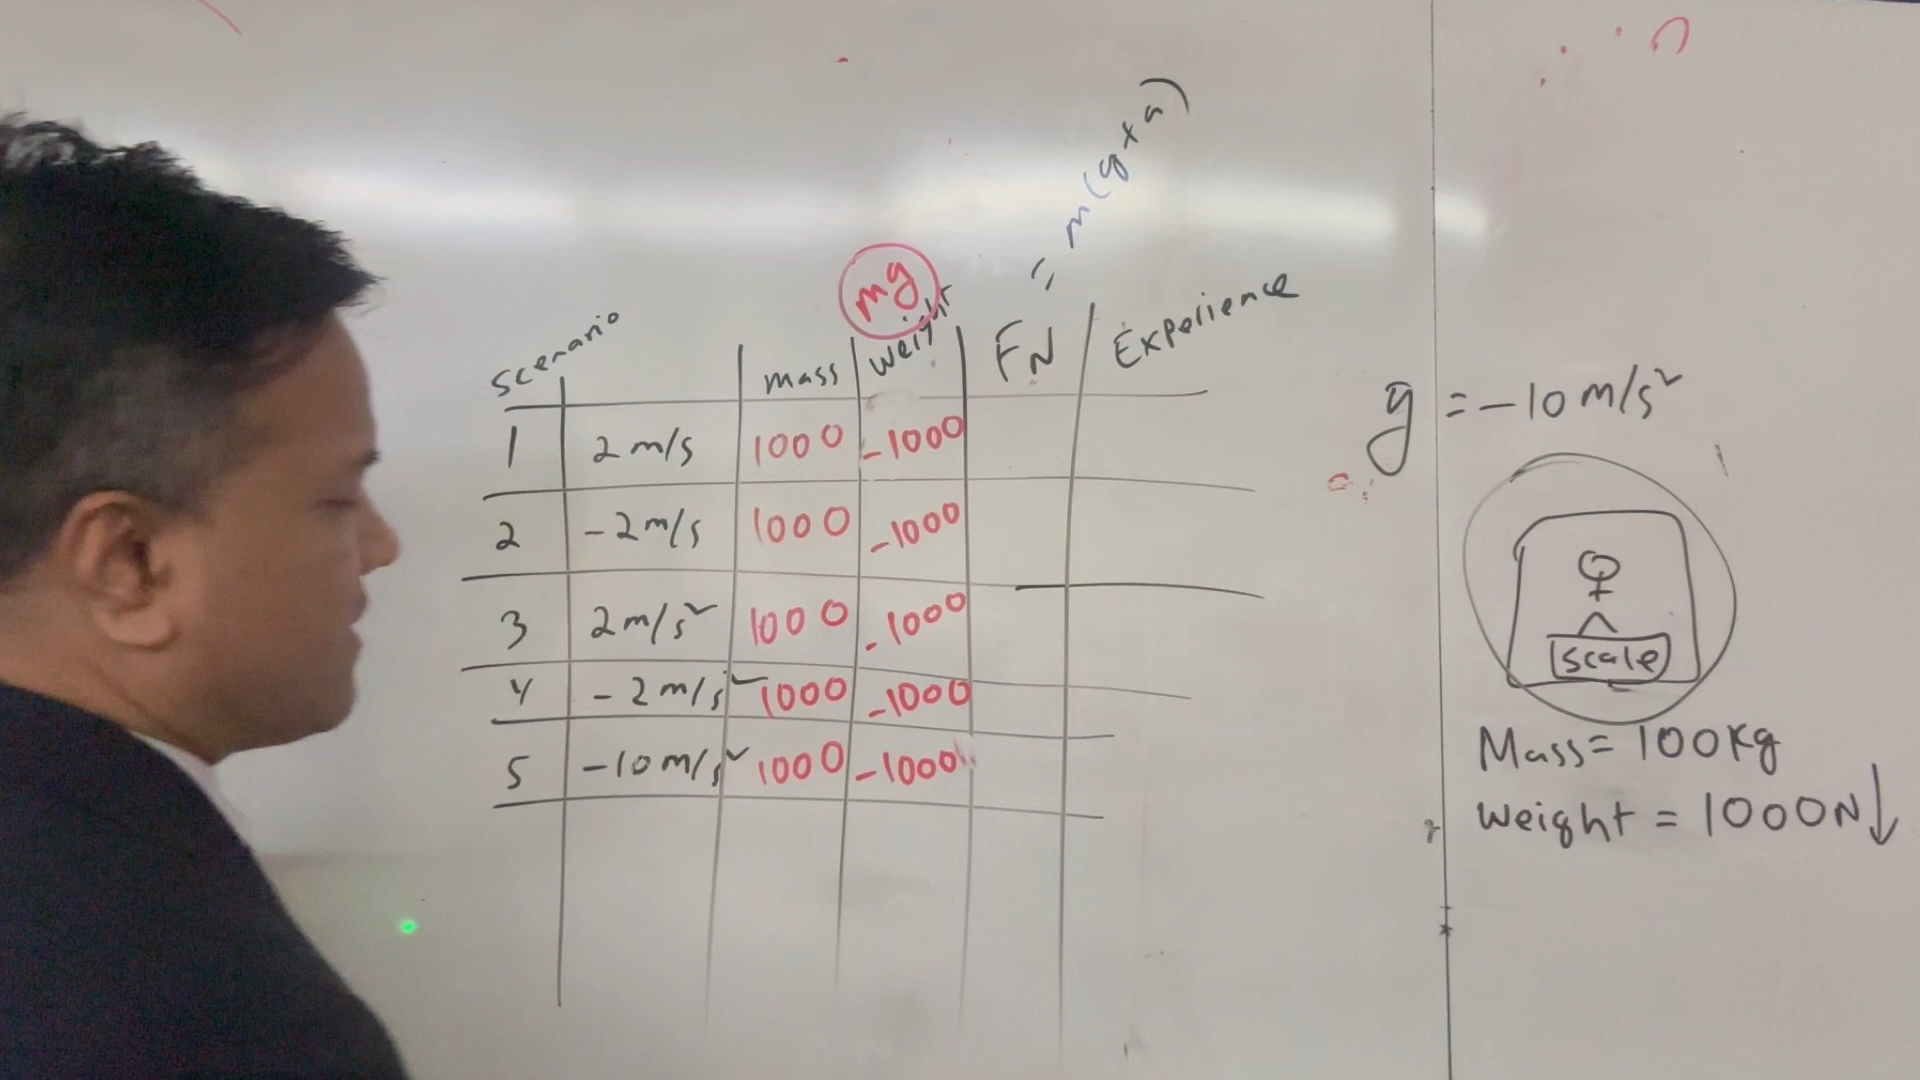 = m(g+a)
mg
scenario mass weight FN Experience
1 2 m/s 1000 -1000
2 -2 m/s 1000 -1000
3 2 m/s² 1000 -1000
4 -2 m/s² 1000 -1000
5 -10 m/s² 1000 -1000
g = -10 m/s²
scale
Mass = 100 Kg
weight = 1000N↓